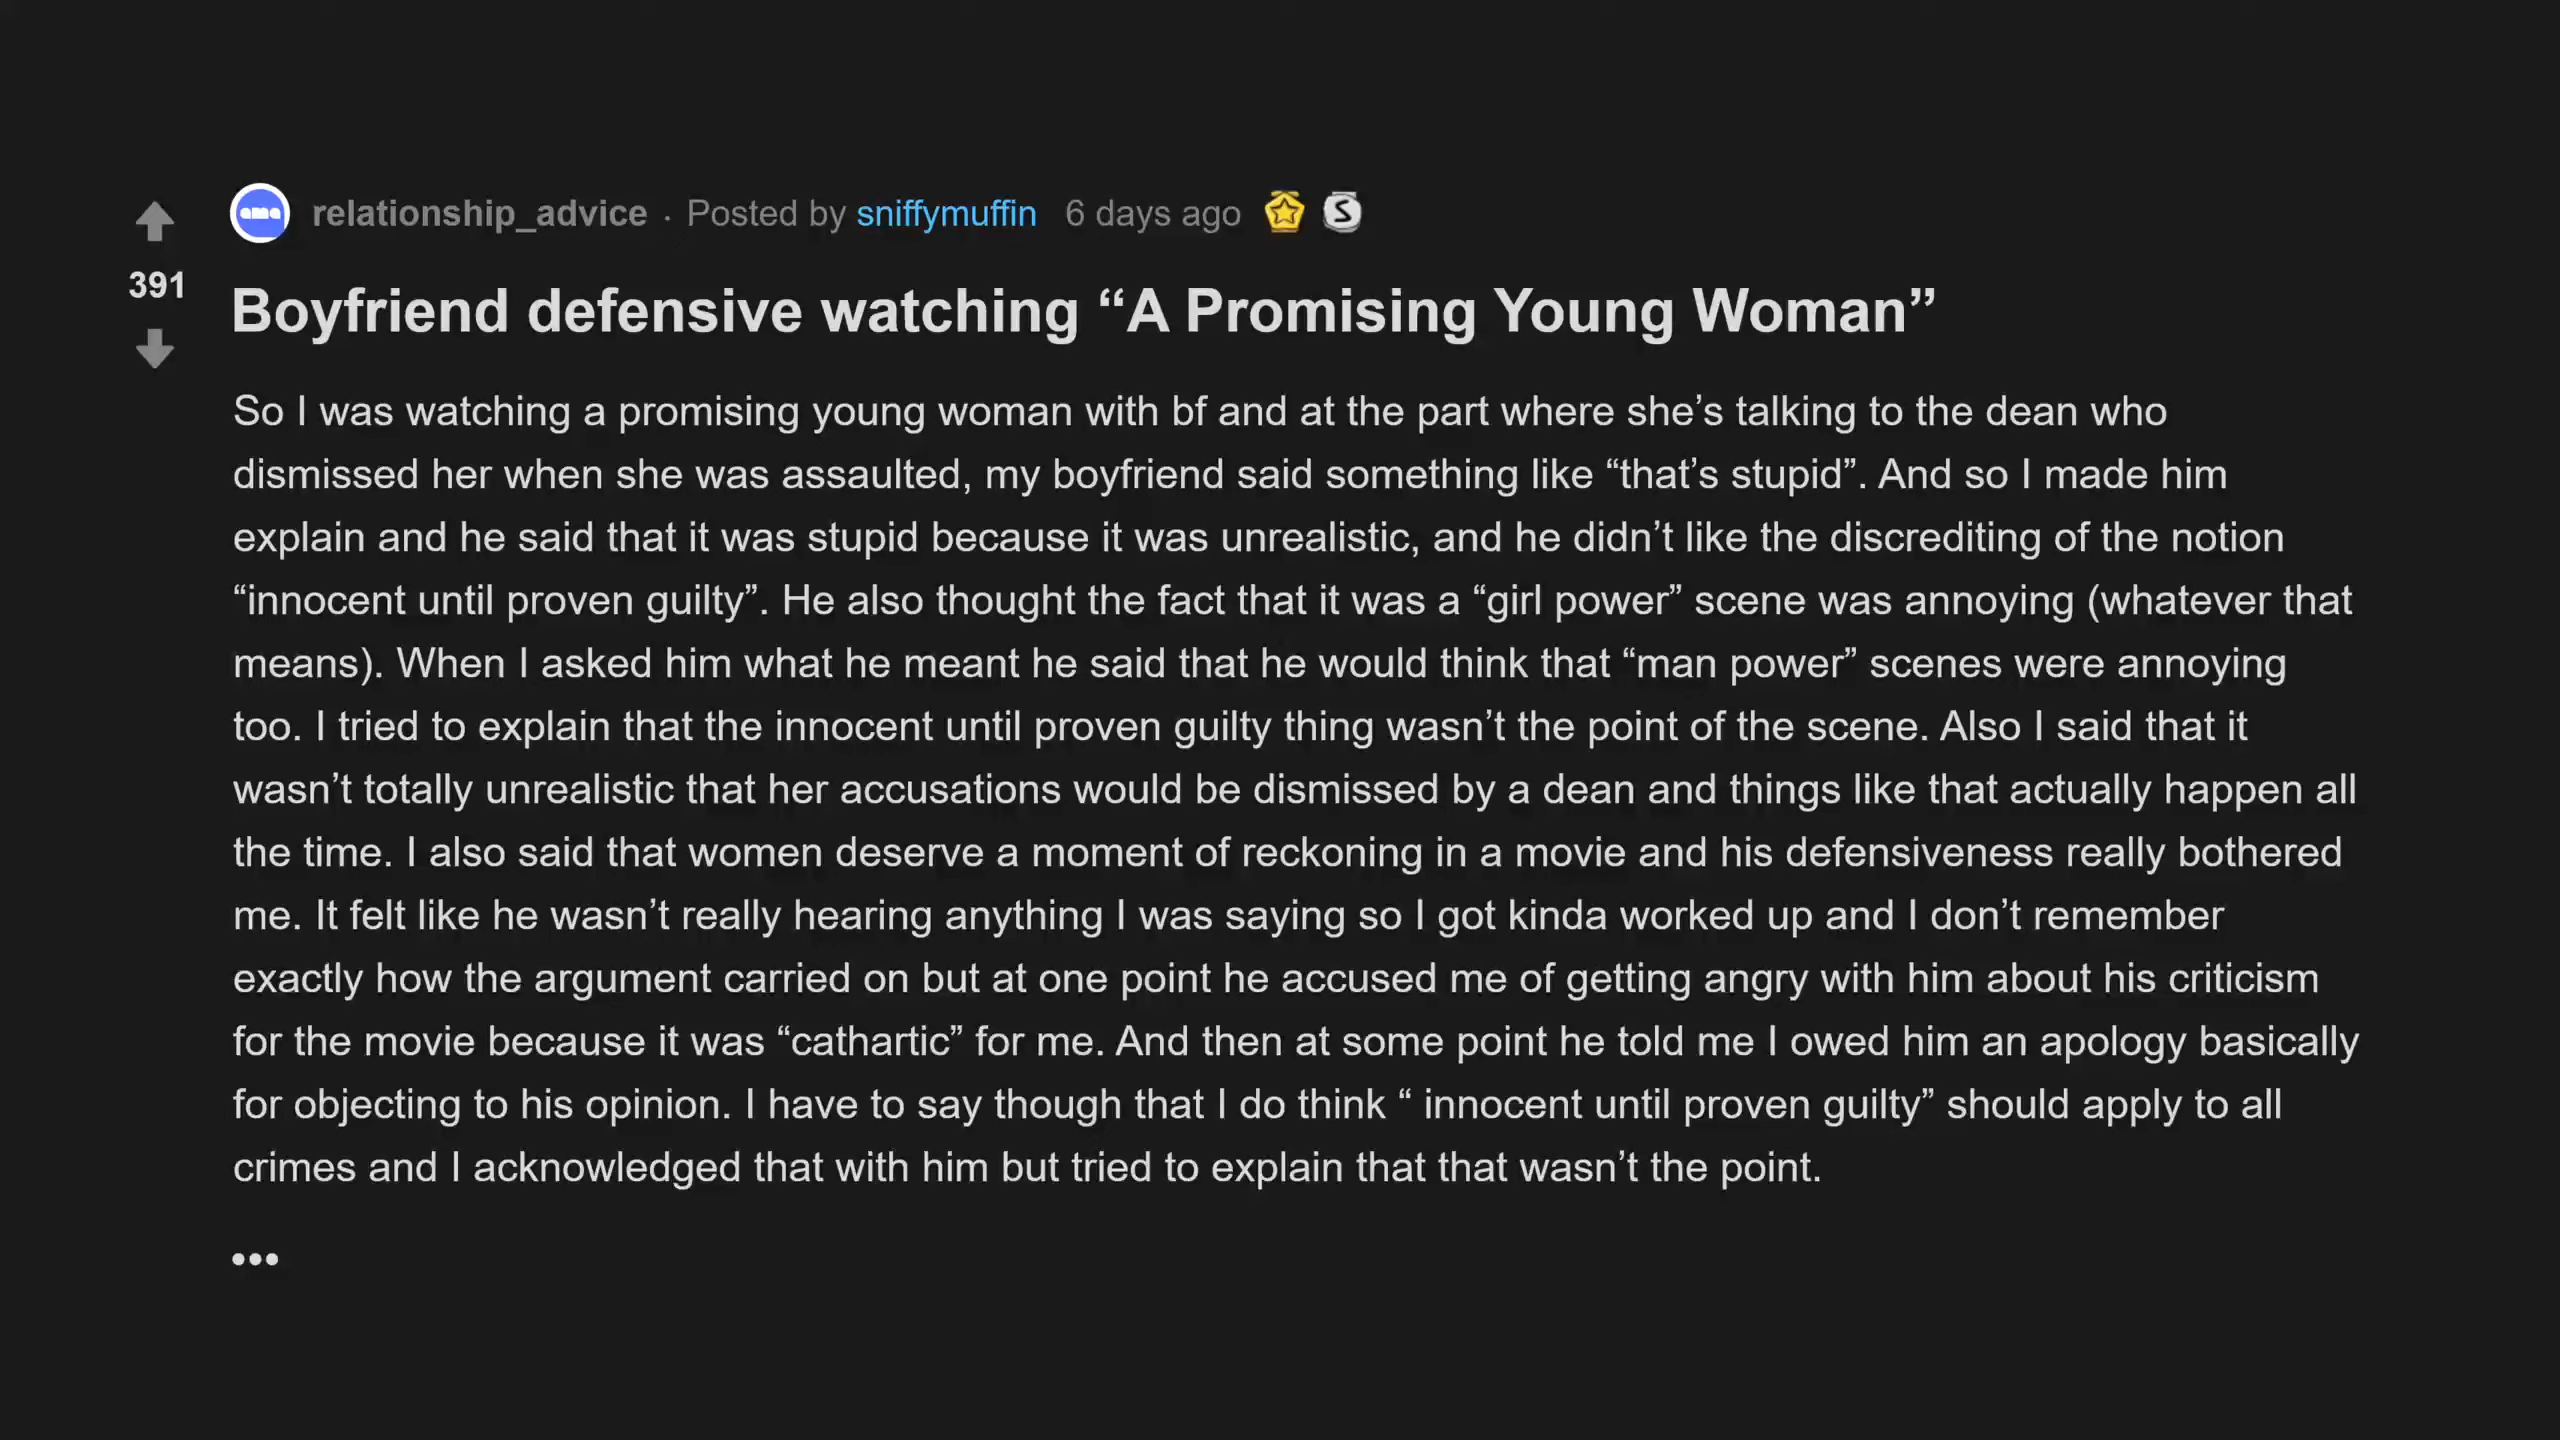 relationship_advice · Posted by sniffymuffin 6 days ago
391
Boyfriend defensive watching “A Promising Young Woman”
So I was watching a promising young woman with bf and at the part where she’s talking to the dean who
dismissed her when she was assaulted, my boyfriend said something like “that’s stupid”. And so I made him
explain and he said that it was stupid because it was unrealistic, and he didn’t like the discrediting of the notion
“innocent until proven guilty”. He also thought the fact that it was a “girl power” scene was annoying (whatever that
means). When I asked him what he meant he said that he would think that “man power” scenes were annoying
too. I tried to explain that the innocent until proven guilty thing wasn’t the point of the scene. Also I said that it
wasn’t totally unrealistic that her accusations would be dismissed by a dean and things like that actually happen all
the time. I also said that women deserve a moment of reckoning in a movie and his defensiveness really bothered
me. It felt like he wasn’t really hearing anything I was saying so I got kinda worked up and I don’t remember
exactly how the argument carried on but at one point he accused me of getting angry with him about his criticism
for the movie because it was “cathartic” for me. And then at some point he told me I owed him an apology basically
for objecting to his opinion. I have to say though that I do think “ innocent until proven guilty” should apply to all
crimes and I acknowledged that with him but tried to explain that that wasn’t the point.
•••